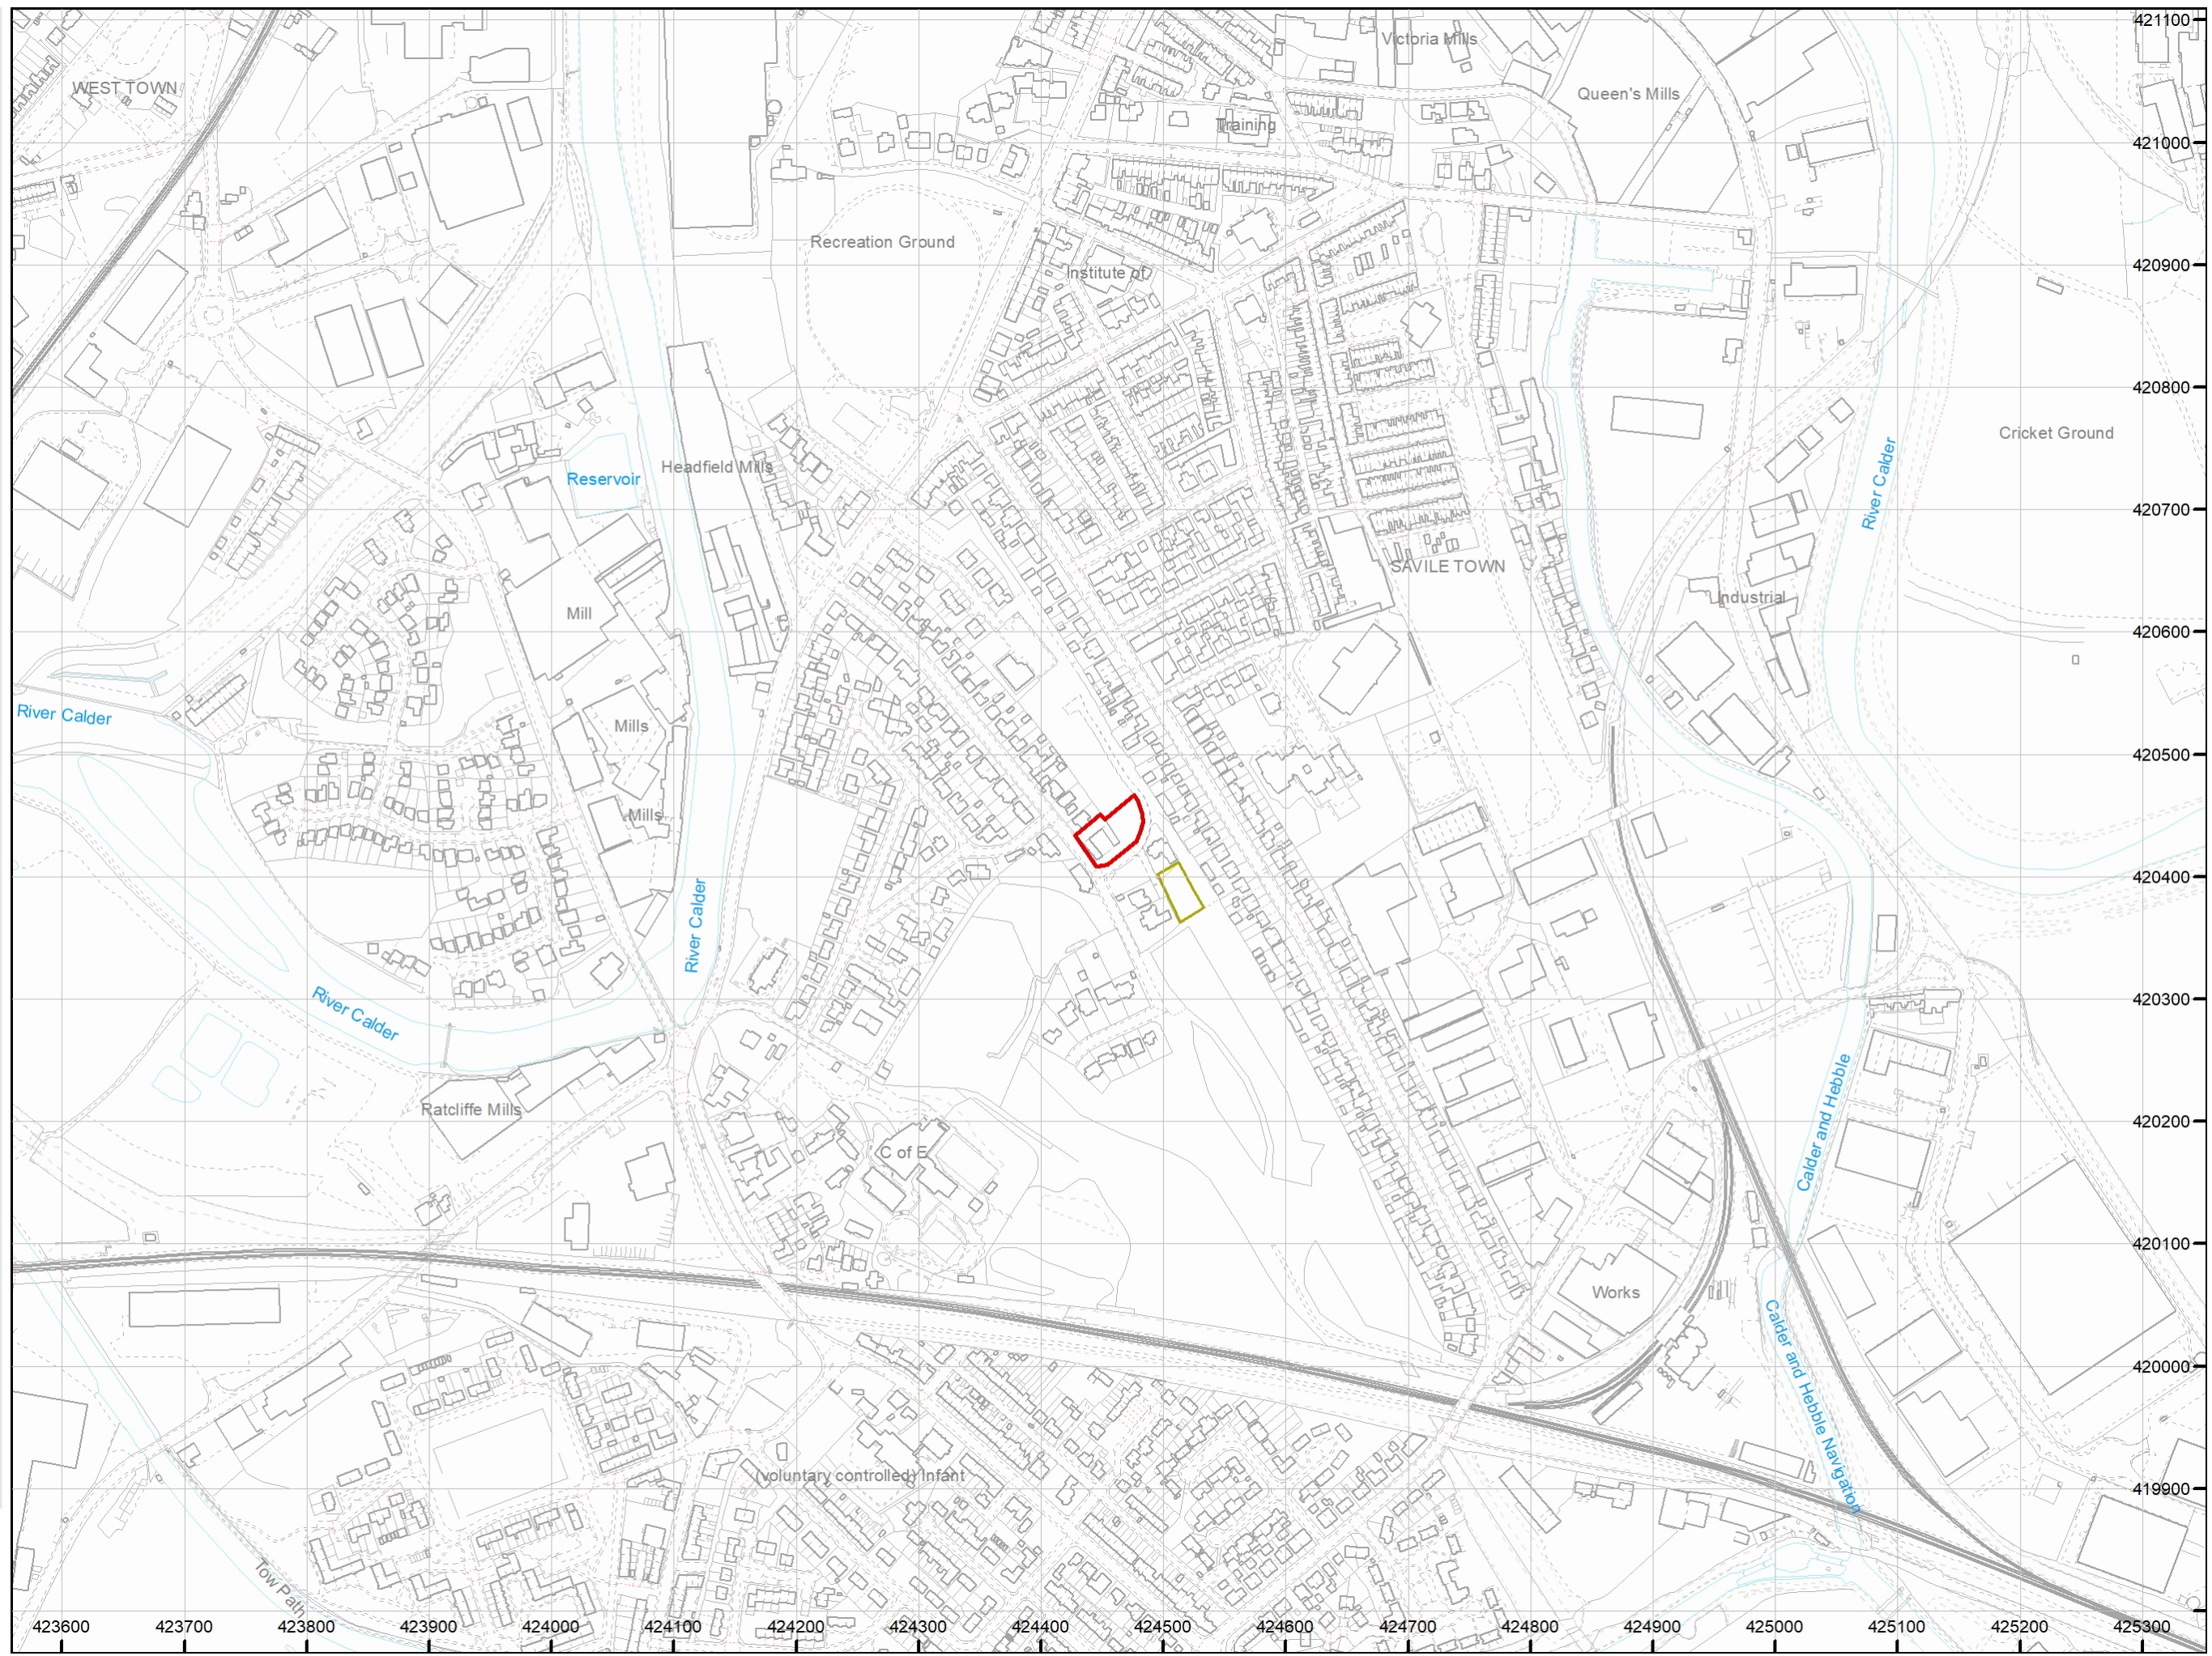 421100
Victoria Mills
WEST TOWN
Queen's Mills
Training
421000
Recreation Ground
Institute of
420900
420800
Cricket Ground
Headfield Mills
Reservoir
River Calder
420700
SAVILE TOWN
Industrial
Mill
420600
River Calder
Mills
420500
Mills
420400
River Calder
River Calder
420300
Calder and Hebble
Ratcliffe Mills
420200
C of E
420100
Works
Calder and Hebble Navigation
420000
(voluntary controlled) Infant
419900
Tow Path
423600 423700 423800 423900 424000 424100 424200 424300 424400 424500 424600 424700 424800 424900 425000 425100 425200 425300